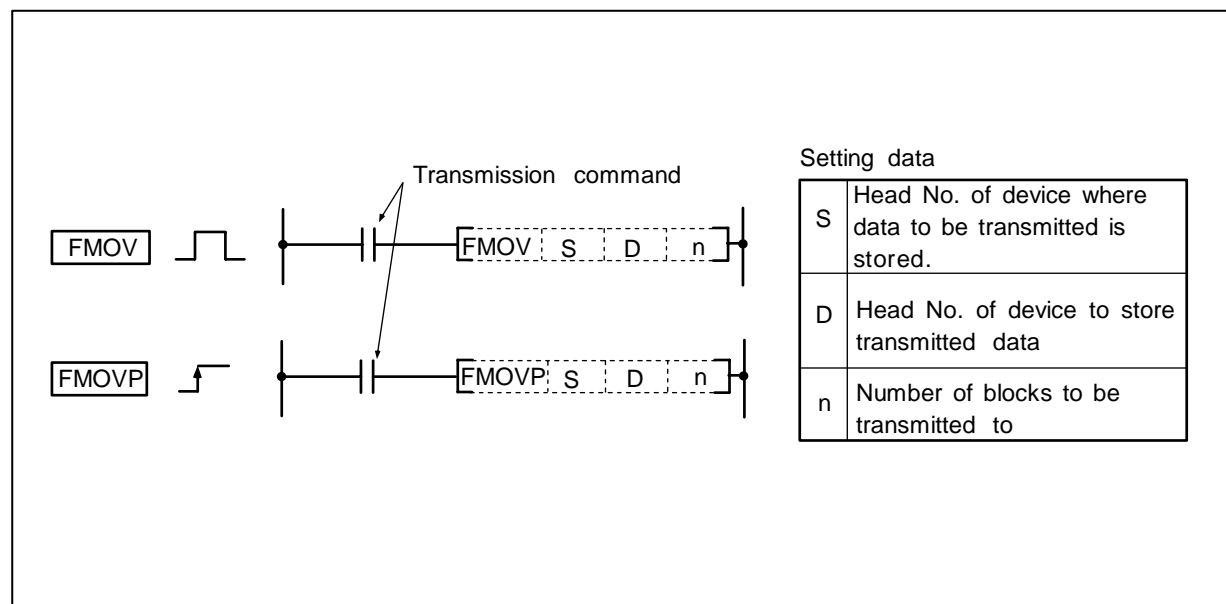 Transmission command
FMOV
FMOV S D n
FMOVP
FMOVP S D n
Setting data
S
Head No. of device where
data to be transmitted is
stored.
D
Head No. of device to store
transmitted data
n
Number of blocks to be
transmitted to